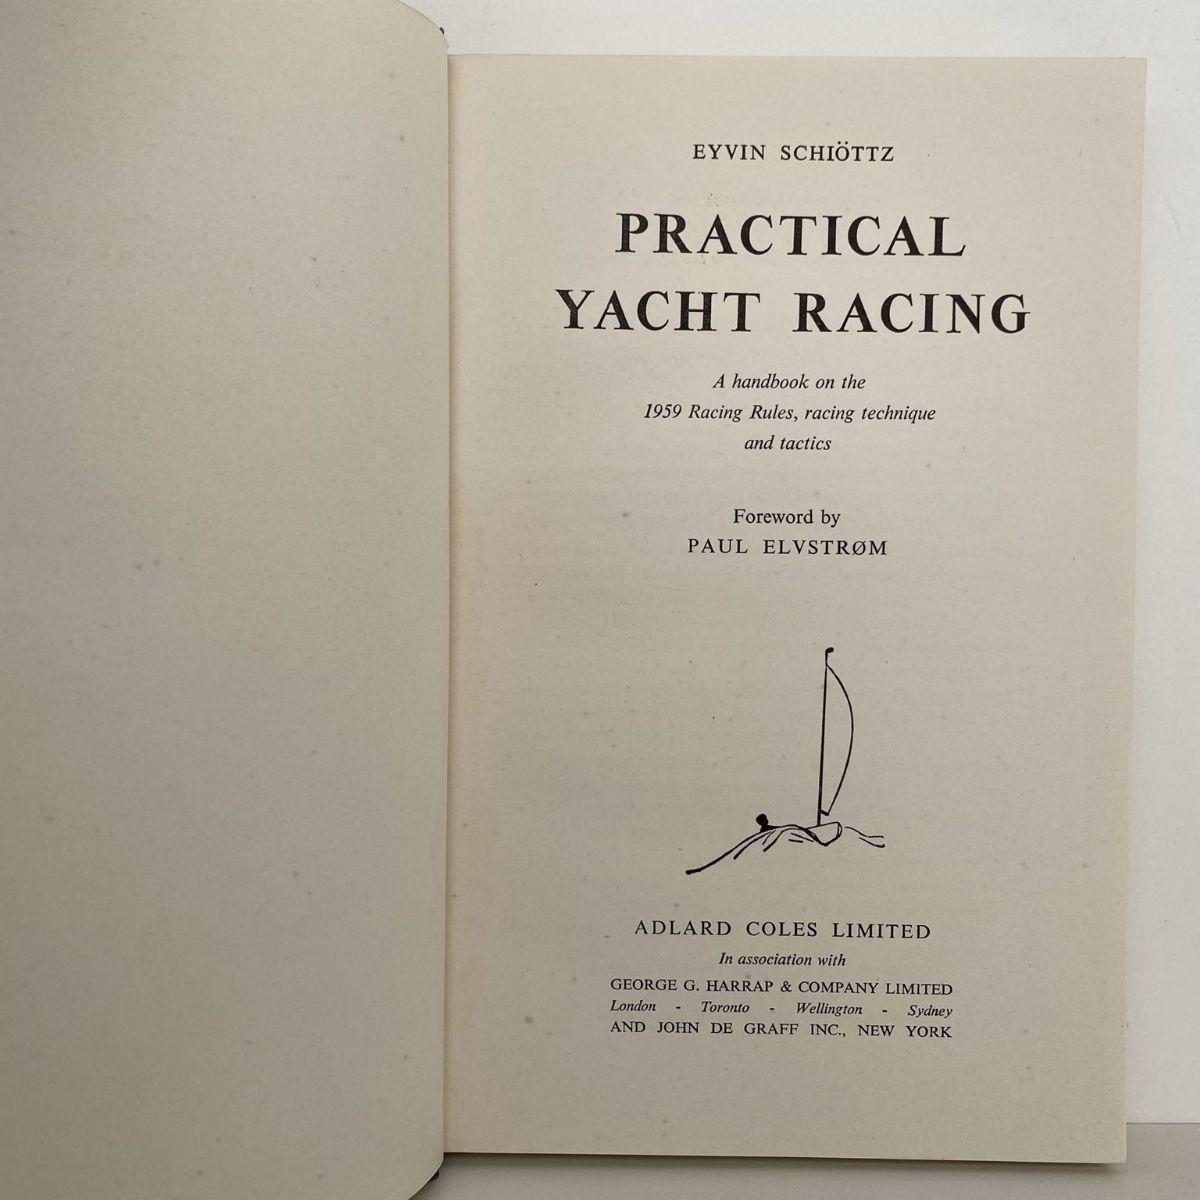 EYVIN SCHIÖTTZ
PRACTICAL
YACHT RACING
A handbook on the
1959 Racing Rules, racing technique
and tactics
Foreword by
PAUL ELVSTRØM
ADLARD COLES LIMITED
In association with
GEORGE G. HARRAP & COMPANY LIMITED
London - Toronto - Wellington - Sydney
AND JOHN DE GRAFF INC., NEW YORK